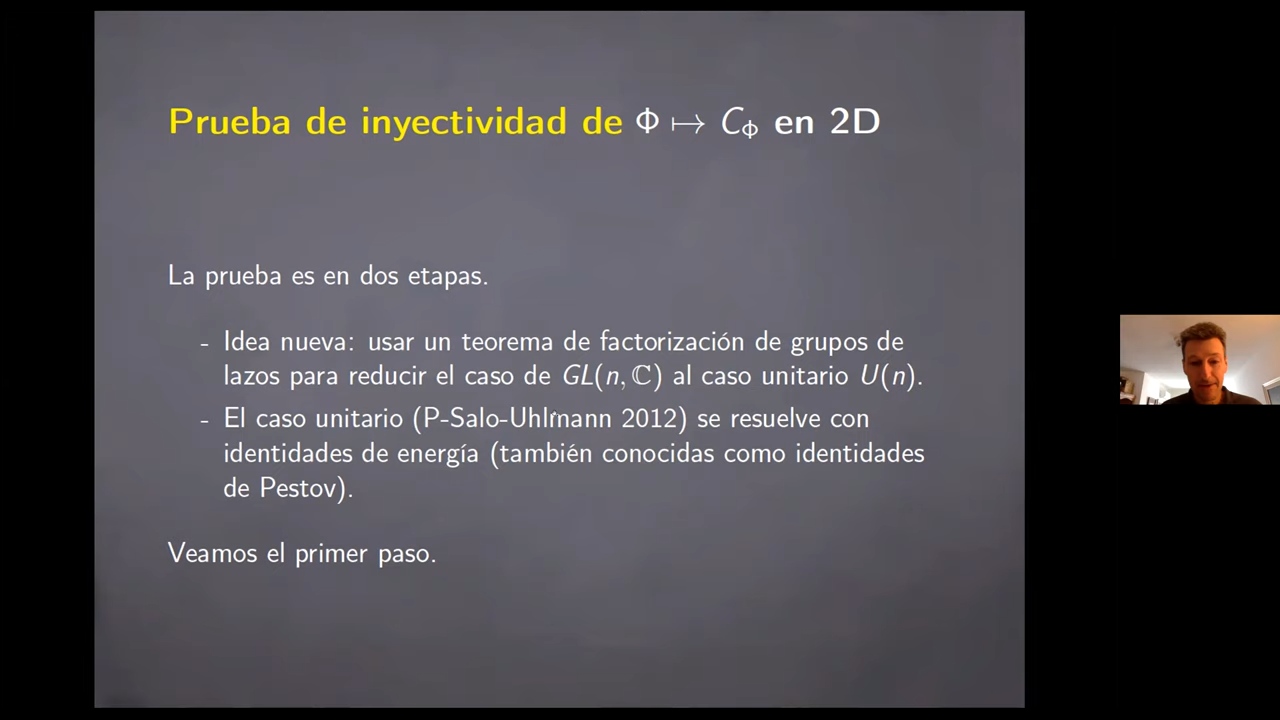 Prueba de inyectividad de Φ ↦ C_Φ en 2D
La prueba es en dos etapas.
- Idea nueva: usar un teorema de factorización de grupos de
lazos para reducir el caso de GL(n, ℂ) al caso unitario U(n).
- El caso unitario (P-Salo-Uhlmann 2012) se resuelve con
identidades de energía (también conocidas como identidades
de Pestov).
Veamos el primer paso.